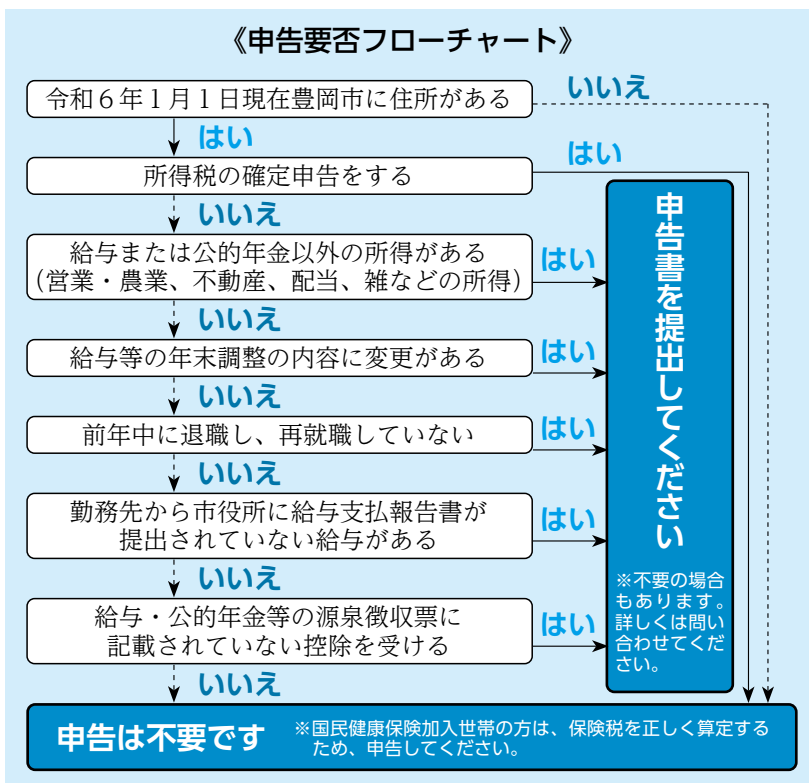 《申告要否フローチャート》
令和６年１月１日現在豊岡市に住所がある
いいえ
はい
所得税の確定申告をする
はい
いいえ
給与または公的年金以外の所得がある
（営業・農業、不動産、配当、雑などの所得）
はい
いいえ
給与等の年末調整の内容に変更がある
はい
いいえ
前年中に退職し、再就職していない
はい
いいえ
勤務先から市役所に給与支払報告書が
提出されていない給与がある
はい
いいえ
給与・公的年金等の源泉徴収票に
記載されていない控除を受ける
はい
いいえ
申告書を提出してください
※不要の場合
もあります。
詳しくは問い
合わせてくだ
さい。
申告は不要です
※国民健康保険加入世帯の方は、保険税を正しく算定する
ため、申告してください。